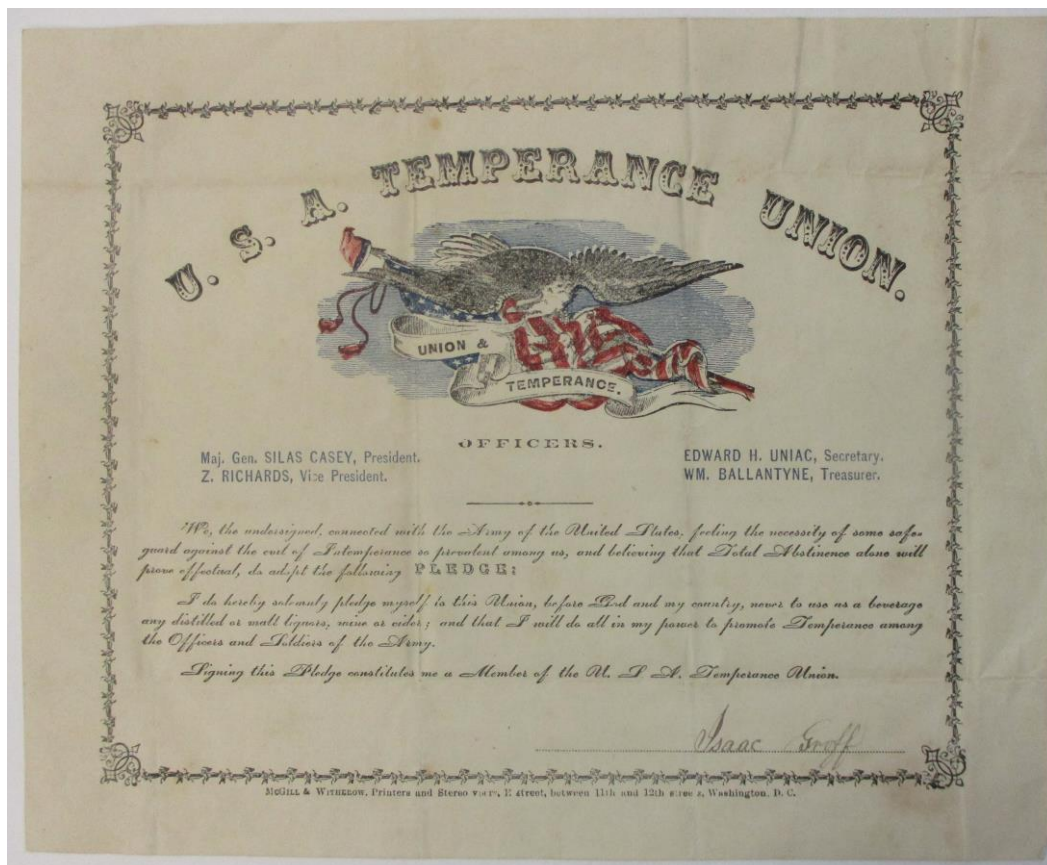 U. S. A. TEMPERANCE UNION.
UNION &
TEMPERANCE.
OFFICERS.
Maj. Gen. SILAS CASEY, President.
Z. RICHARDS, Vice President.
EDWARD H. UNIAC, Secretary.
WM. BALLANTYNE, Treasurer.
We, the undersigned, connected with the Army of the United States, feeling the necessity of some safe-
guard against the evil of Intemperance so prevalent among us, and believing that Total Abstinence alone will
prove effectual, do adopt the following PLEDGE:
I do hereby solemnly pledge myself to this Union, before God and my country, never to use as a beverage
any distilled or malt liquors, wine or cider; and that I will do all in my power to promote Temperance among
the Officers and Soldiers of the Army.
Signing this Pledge constitutes me a Member of the U. S. A. Temperance Union.
Isaac Groff
McGILL & WITHEROW, Printers and Stereo E street, between 11th and 12th Washington, D. C.